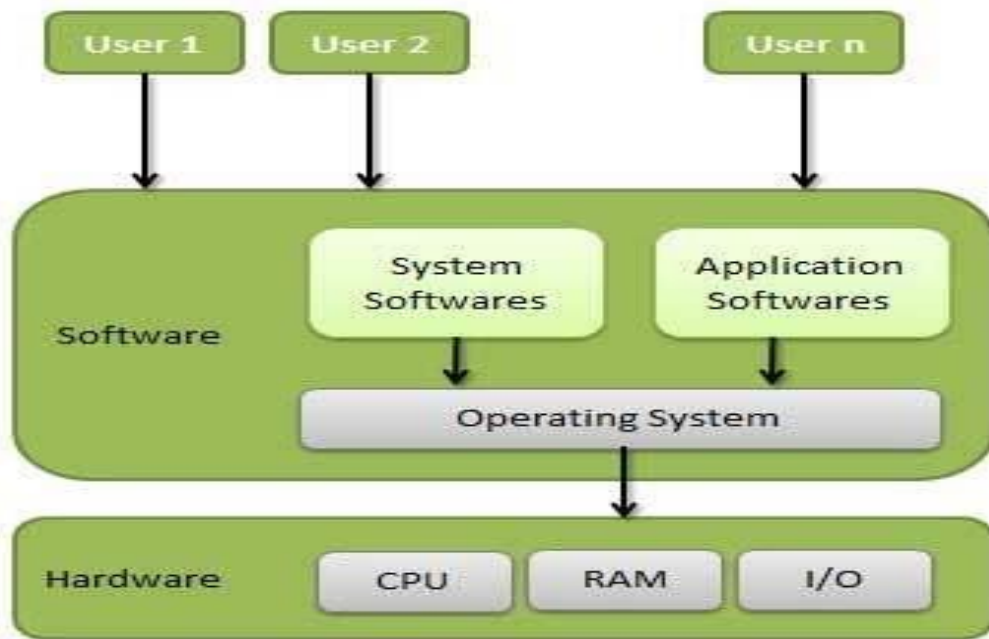 User 1
User 2
User n
System
Softwares
Application
Softwares
Software
Operating System
Hardware
CPU
RAM
I/O